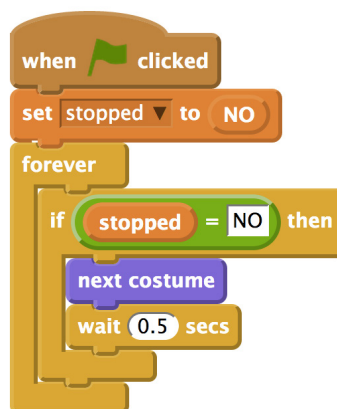 when clicked
set stopped to NO
forever
if stopped = NO then
next costume
wait 0.5 secs